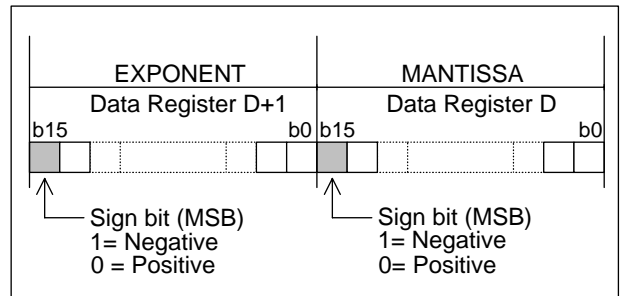 EXPONENT MANTISSA
Data Register D+1 Data Register D
b15 b0 b15 b0
Sign bit (MSB) Sign bit (MSB)
1= Negative 1= Negative
0 = Positive 0= Positive